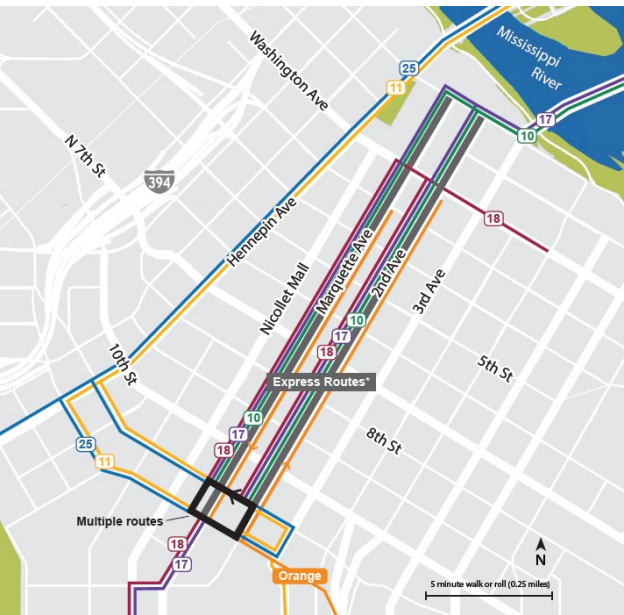 Mississippi
River
Washington Ave
25
11
17
10
N 7th St
394
18
Hennepin Ave
Nicollet Mall
Marquette Ave
2nd Ave
3rd Ave
10
17
18
5th St
10th St
Express Routes*
10
17
18
8th St
25
11
Multiple routes
18
17
Orange
N
5 minute walk or roll (0.25 miles)